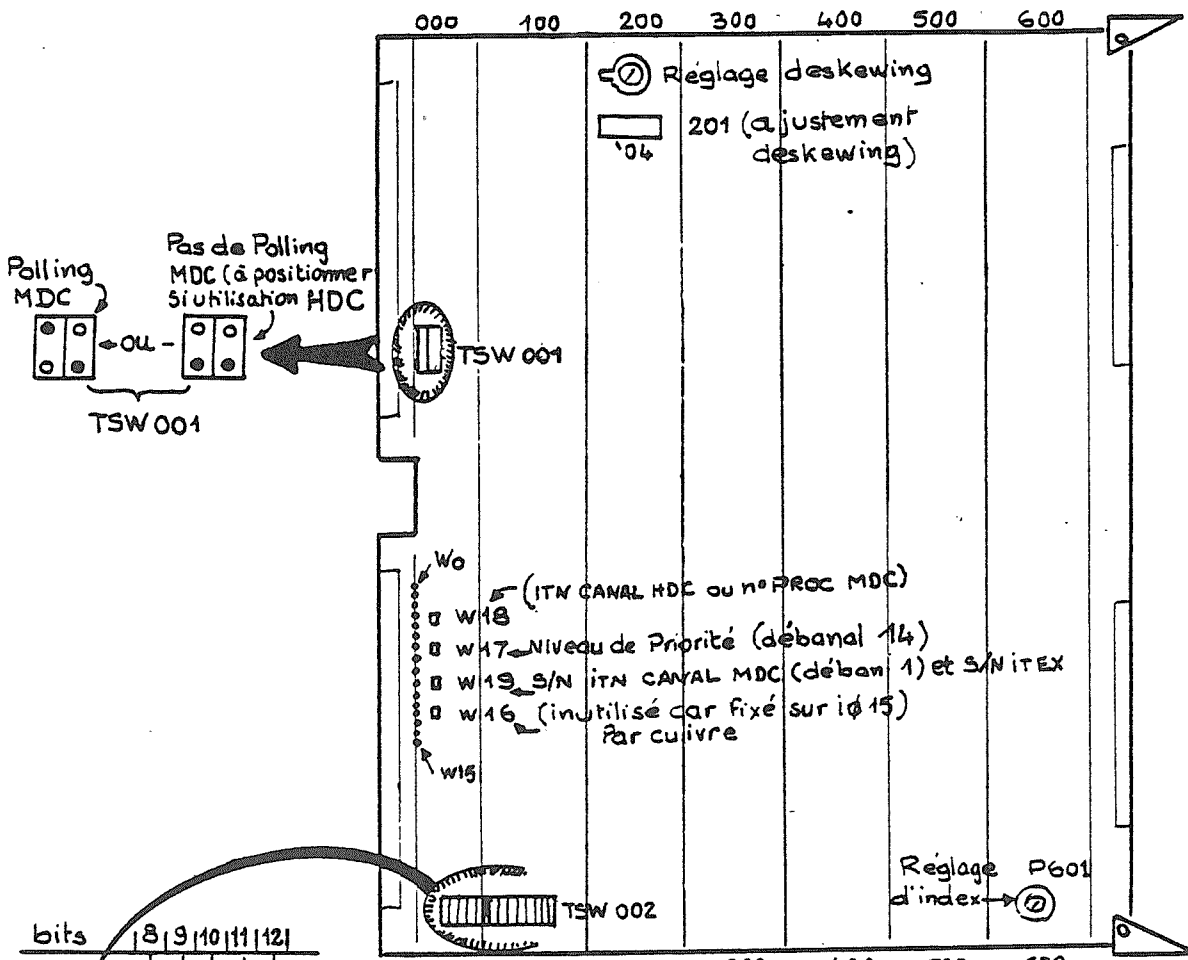 000 100 200 300 400 500 600
Réglage deskewing
201 (ajustement
'04 deskewing)
Polling
MDC
Pas de Polling
MDC (à positionner
si utilisation HDC
ou
TSW 001
TSW 001
W0
(ITN CANAL HDC ou n° PROC MDC)
W18
W17 Niveau de Priorité (débanal 14)
W19 S/N ITN CANAL MDC (déban 1) et S/N ITEX
W16 (inutilisé car fixé sur iø 15)
Par cuivre
W15
Réglage P601
d'index
TSW 002
bits |8|9|10|11|12|